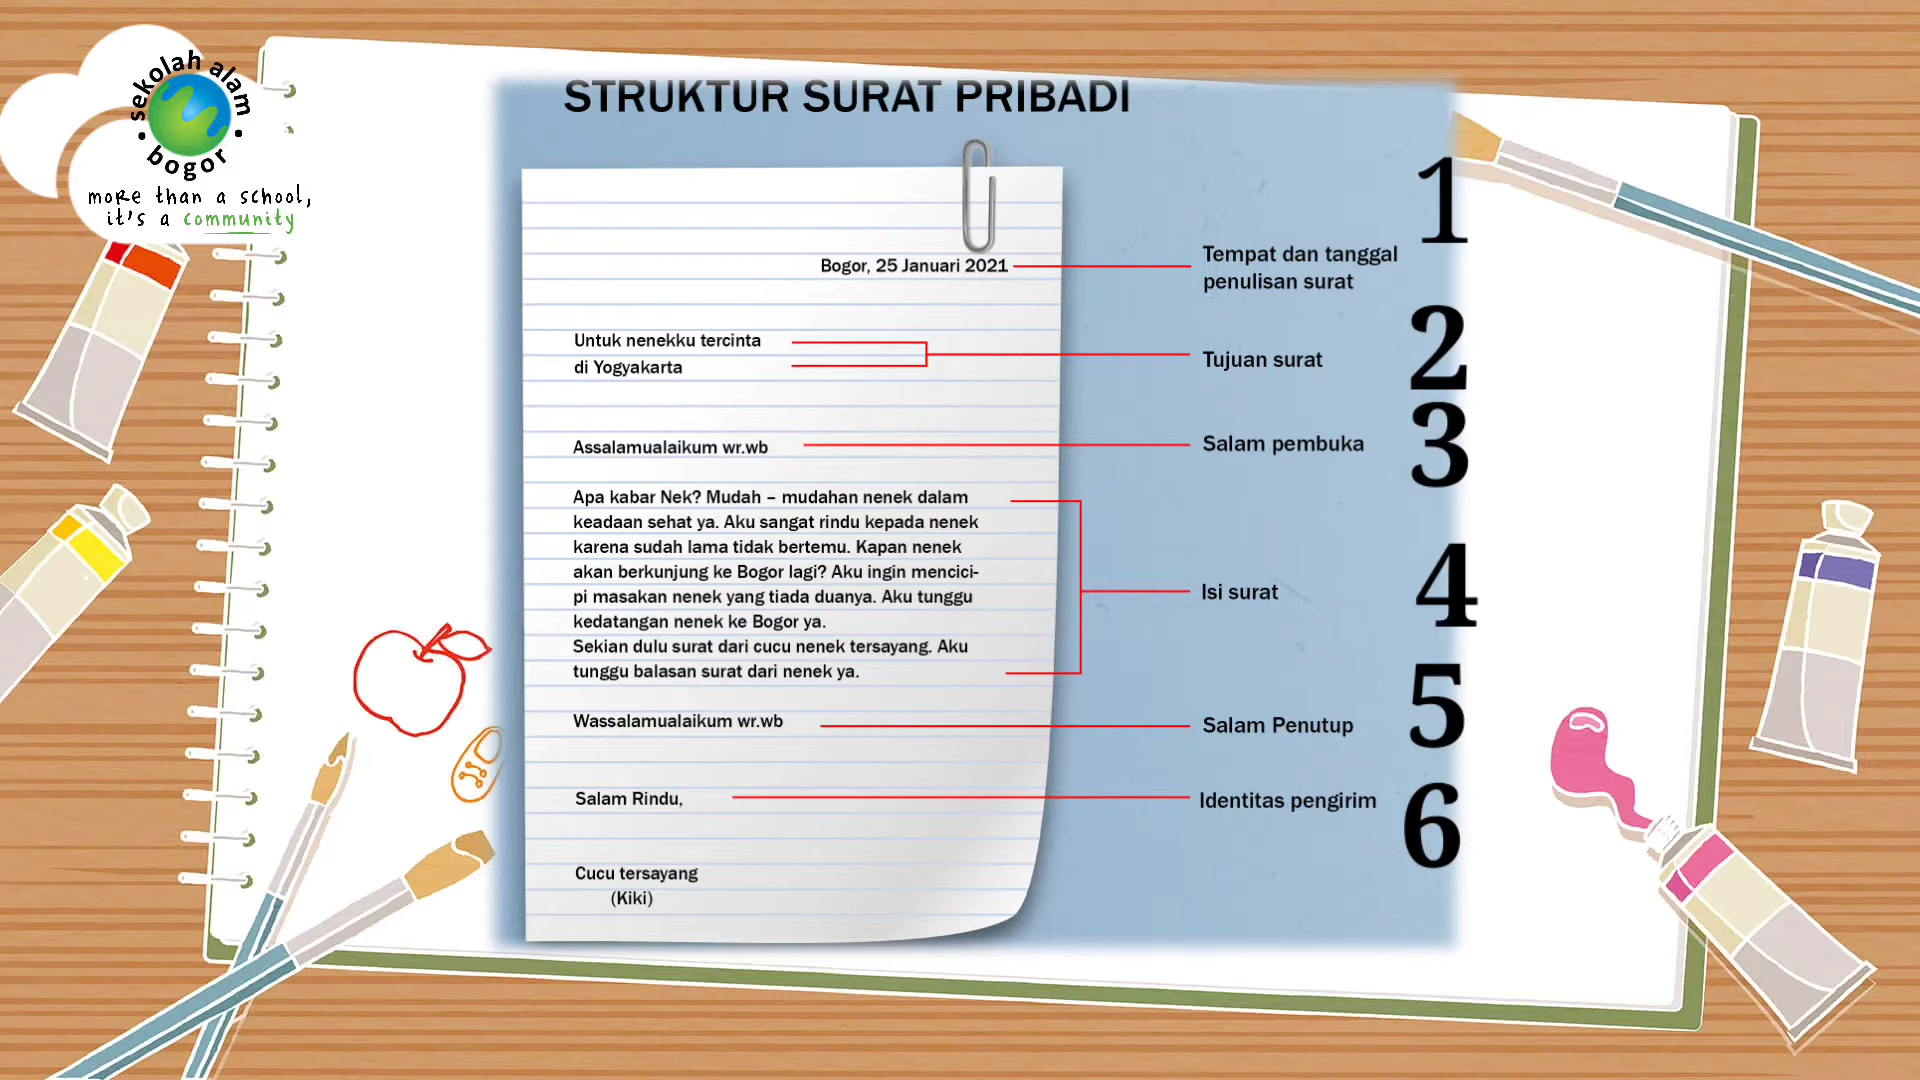 sekolah alam
bogor
more than a school,
it's a community
STRUKTUR SURAT PRIBADI
Bogor, 25 Januari 2021
Tempat dan tanggal
penulisan surat
1
Untuk nenekku tercinta
di Yogyakarta
Tujuan surat
2
Assalamualaikum wr.wb
Salam pembuka
3
Apa kabar Nek? Mudah – mudahan nenek dalam
keadaan sehat ya. Aku sangat rindu kepada nenek
karena sudah lama tidak bertemu. Kapan nenek
akan berkunjung ke Bogor lagi? Aku ingin mencici-
pi masakan nenek yang tiada duanya. Aku tunggu
kedatangan nenek ke Bogor ya.
Sekian dulu surat dari cucu nenek tersayang. Aku
tunggu balasan surat dari nenek ya.
Isi surat
4
Wassalamualaikum wr.wb
Salam Penutup
5
Salam Rindu,
Identitas pengirim
6
Cucu tersayang
(Kiki)